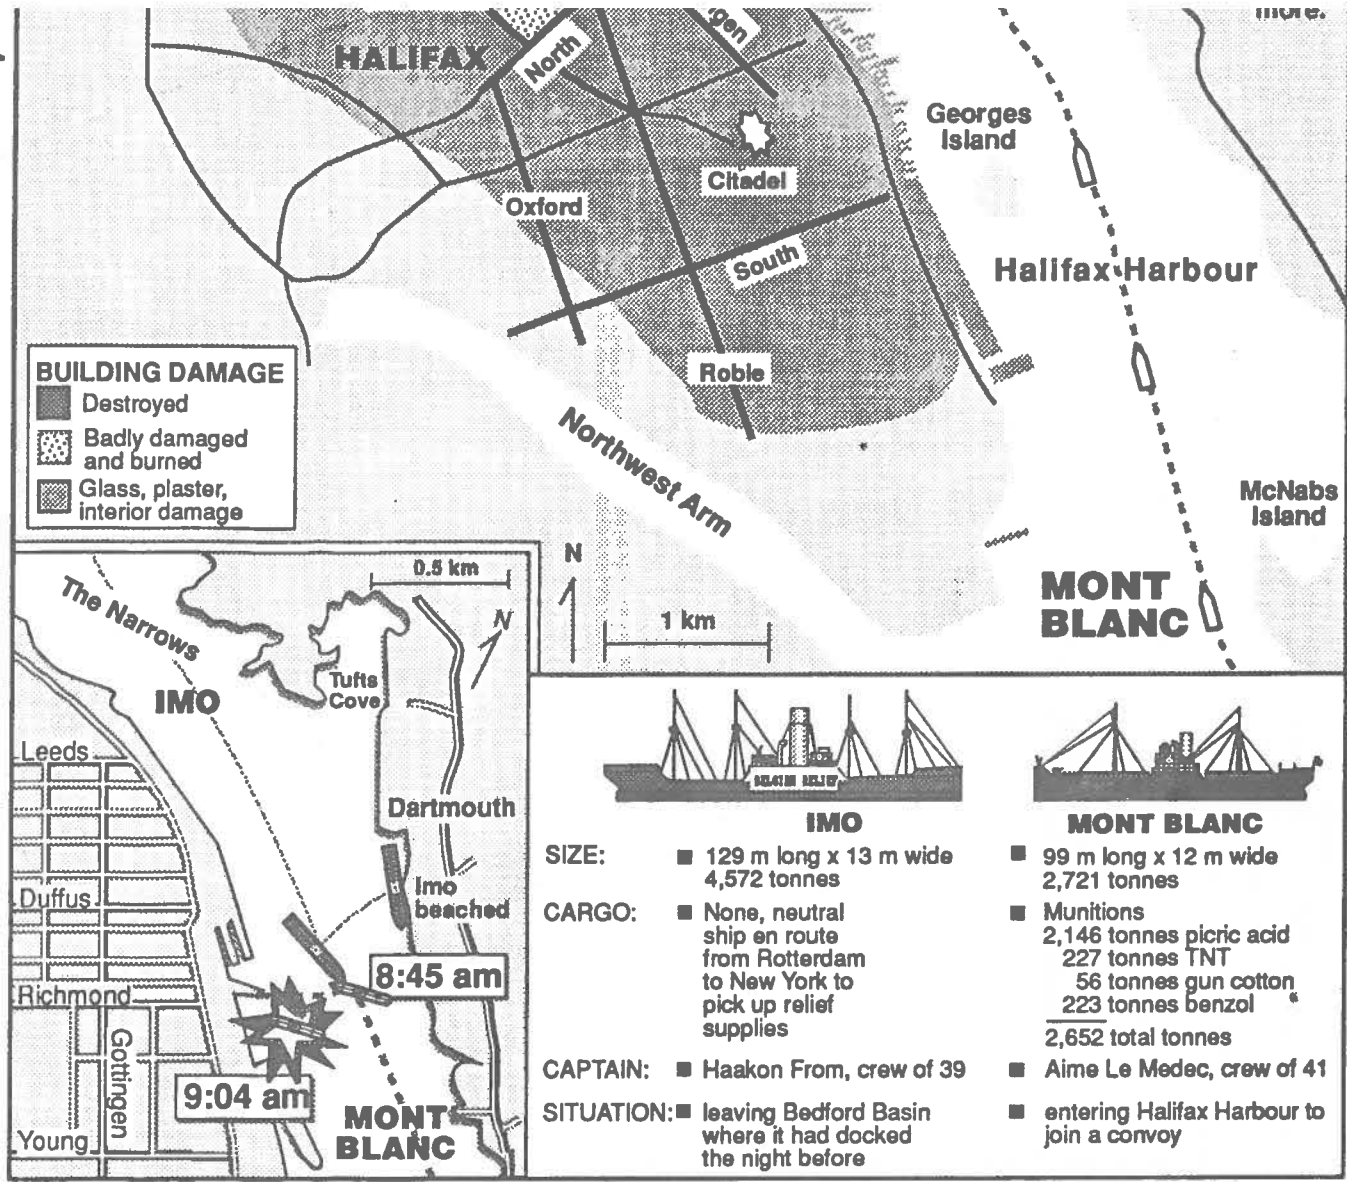 more.
HALIFAX
North
Georges
Island
Citadel
Oxford
South
Halifax Harbour
Roble
BUILDING DAMAGE
Destroyed
Badly damaged
and burned
Glass, plaster,
interior damage
Northwest Arm
McNabs
Island
N
1 km
MONT
BLANC
0.5 km
N
The Narrows
IMO
Tufts
Cove
Leeds
Dartmouth
Duffus
Imo
beached
8:45 am
Richmond
Gottingen
9:04 am
MONT
BLANC
Young
BELGIAN RELIEF
IMO
MONT BLANC
SIZE:
■ 129 m long x 13 m wide
4,572 tonnes
■ 99 m long x 12 m wide
2,721 tonnes
CARGO:
■ None, neutral
ship en route
from Rotterdam
to New York to
pick up relief
supplies
■ Munitions
2,146 tonnes picric acid
227 tonnes TNT
56 tonnes gun cotton
223 tonnes benzol
2,652 total tonnes
CAPTAIN:
■ Haakon From, crew of 39
■ Aime Le Medec, crew of 41
SITUATION:
■ leaving Bedford Basin
where it had docked
the night before
■ entering Halifax Harbour to
join a convoy